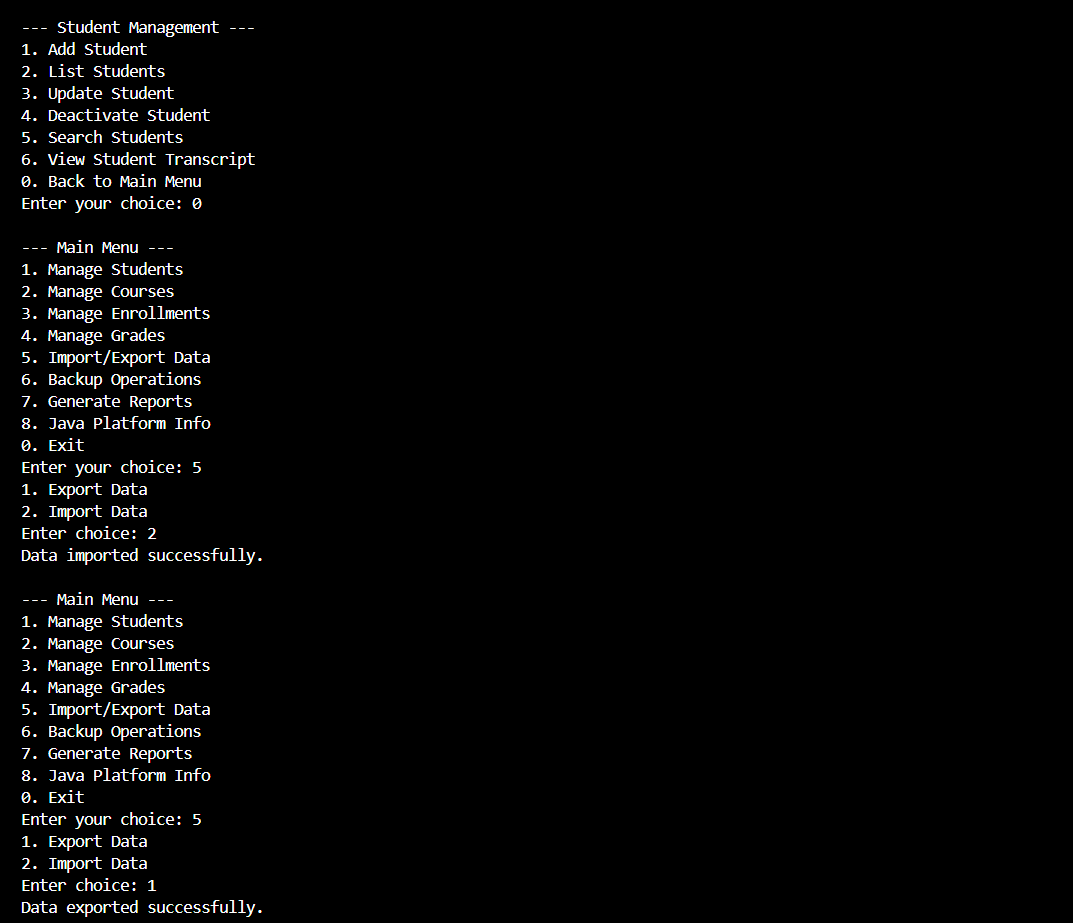 --- Student Management ---
1. Add Student
2. List Students
3. Update Student
4. Deactivate Student
5. Search Students
6. View Student Transcript
0. Back to Main Menu
Enter your choice: 0
--- Main Menu ---
1. Manage Students
2. Manage Courses
3. Manage Enrollments
4. Manage Grades
5. Import/Export Data
6. Backup Operations
7. Generate Reports
8. Java Platform Info
0. Exit
Enter your choice: 5
1. Export Data
2. Import Data
Enter choice: 2
Data imported successfully.
--- Main Menu ---
1. Manage Students
2. Manage Courses
3. Manage Enrollments
4. Manage Grades
5. Import/Export Data
6. Backup Operations
7. Generate Reports
8. Java Platform Info
0. Exit
Enter your choice: 5
1. Export Data
2. Import Data
Enter choice: 1
Data exported successfully.